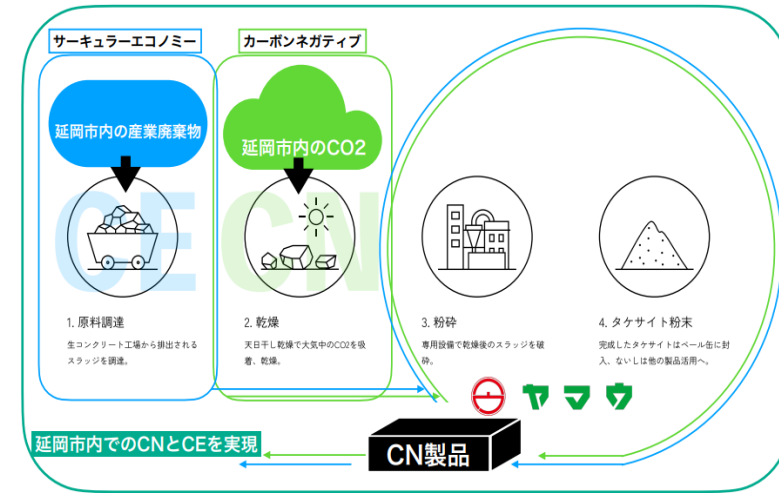 サーキュラーエコノミー
カーボンネガティブ
延岡市内の産業廃棄物
延岡市内のCO2
CE
CN
1. 原料調達
生コンクリート工場から排出される
スラッジを調達。
2. 乾燥
天日干し乾燥で大気中のCO2を吸
着、乾燥。
3. 粉砕
専用設備で乾燥後のスラッジを破
砕。
4. タケサイト粉末
完成したタケサイトはペール缶に封
入、ないしは他の製品活用へ。
ヤマウ
CN製品
延岡市内でのCNとCEを実現